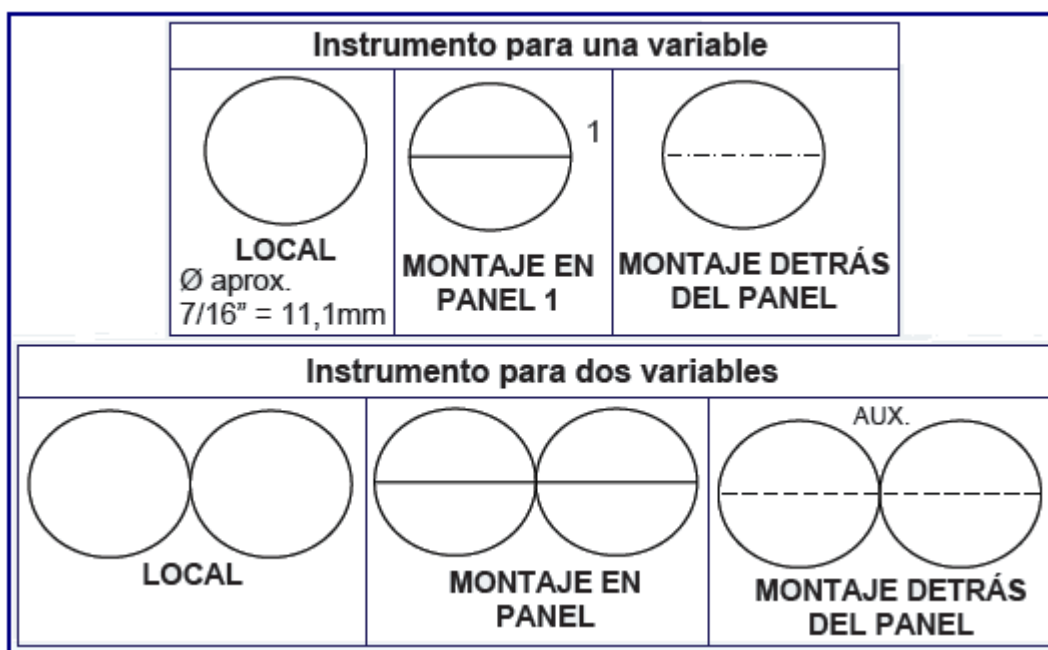 Instrumento para una variable
LOCAL
Ø aprox.
7/16” = 11,1mm
1
MONTAJE EN
PANEL 1
MONTAJE DETRÁS
DEL PANEL
Instrumento para dos variables
LOCAL
MONTAJE EN
PANEL
AUX.
MONTAJE DETRÁS
DEL PANEL